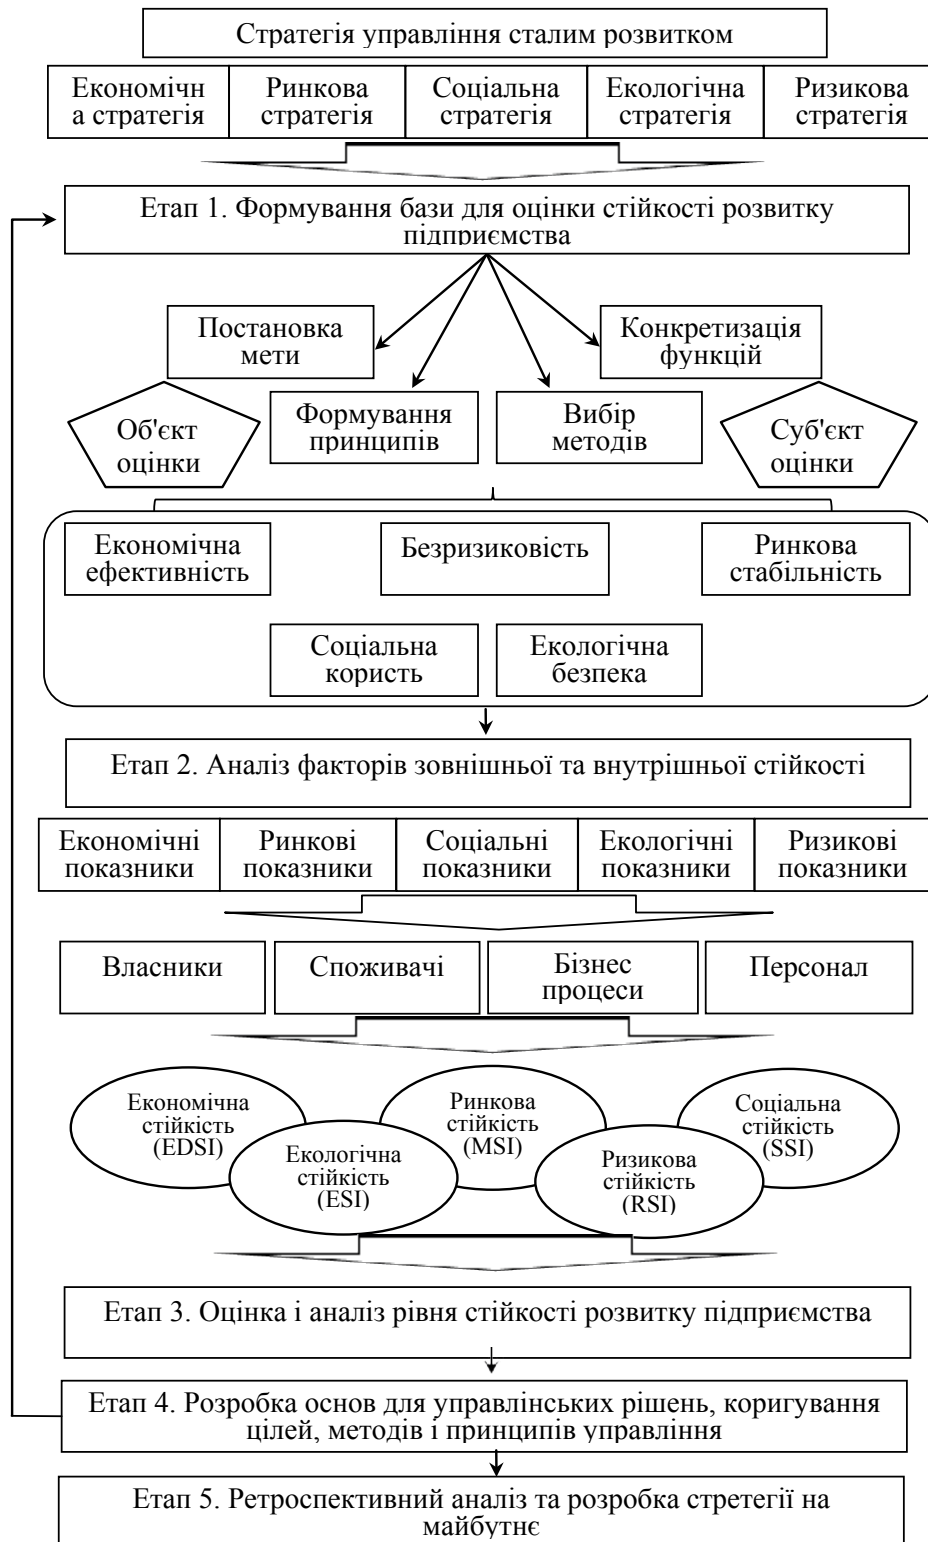 Стратегія управління сталим розвитком
Економічн
а стратегія
Ринкова
стратегія
Соціальна
стратегія
Екологічна
стратегія
Ризикова
стратегія
Етап 1. Формування бази для оцінки стійкості розвитку
підприємства
Постановка
мети
Конкретизація
функцій
Об'єкт
оцінки
Формування
принципів
Вибір
методів
Суб'єкт
оцінки
Економічна
ефективність
Безризиковість
Ринкова
стабільність
Соціальна
користь
Екологічна
безпека
Етап 2. Аналіз факторів зовнішньої та внутрішньої стійкості
Економічні
показники
Ринкові
показники
Соціальні
показники
Екологічні
показники
Ризикові
показники
Власники
Споживачі
Бізнес
процеси
Персонал
Економічна
стійкість
(EDSI)
Екологічна
стійкість
(ESI)
Ринкова
стійкість
(MSI)
Ризикова
стійкість
(RSI)
Соціальна
стійкість
(SSI)
Етап 3. Оцінка і аналіз рівня стійкості розвитку підприємства
Етап 4. Розробка основ для управлінських рішень, коригування
цілей, методів і принципів управління
Етап 5. Ретроспективний аналіз та розробка стретегії на
майбутнє